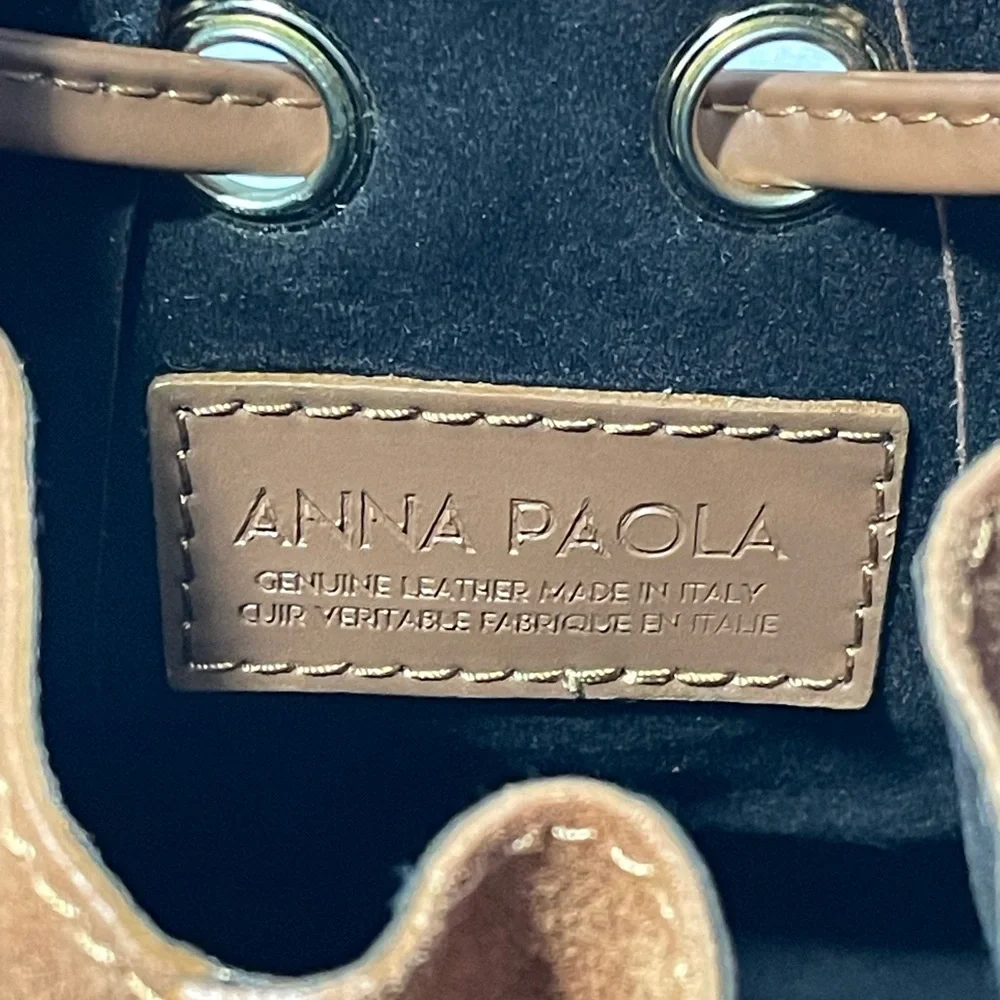 ANNA PAOLA
GENUINE LEATHER MADE IN ITALY
CUIR VERITABLE FABRIQUE EN ITALIE